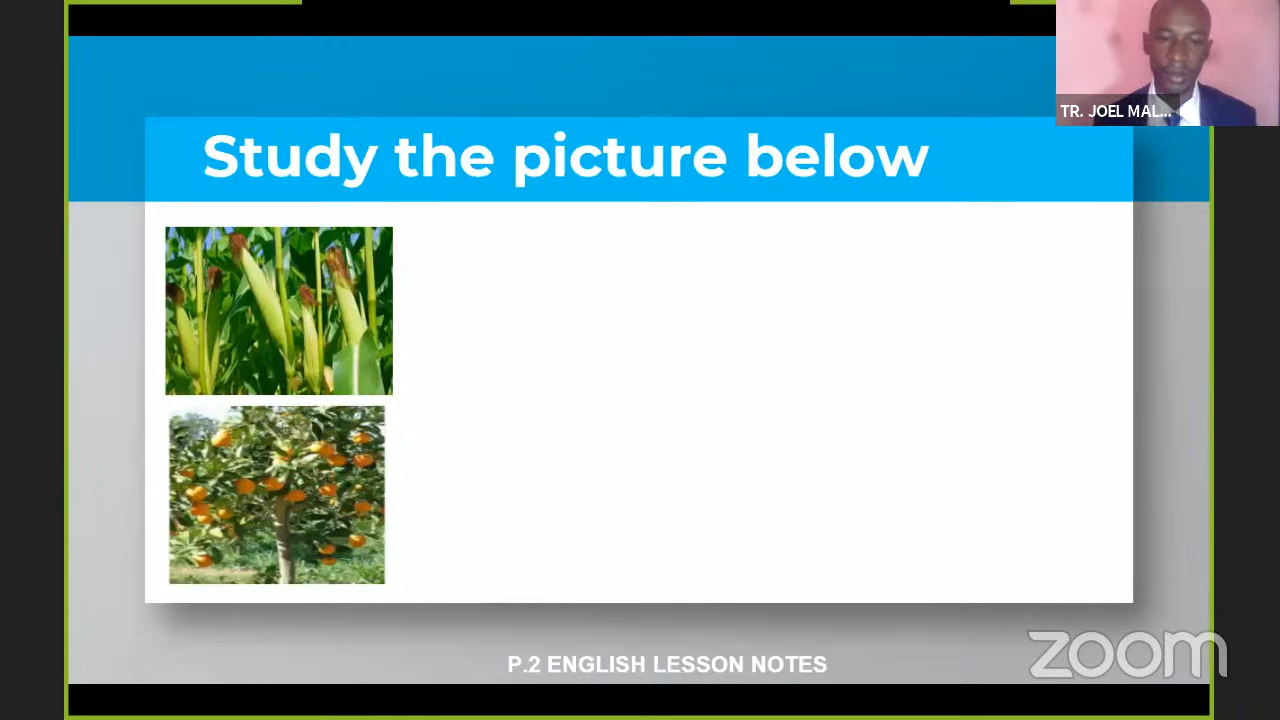 TR. JOEL MAL...
Study the picture below
P.2 ENGLISH LESSON NOTES
zoom